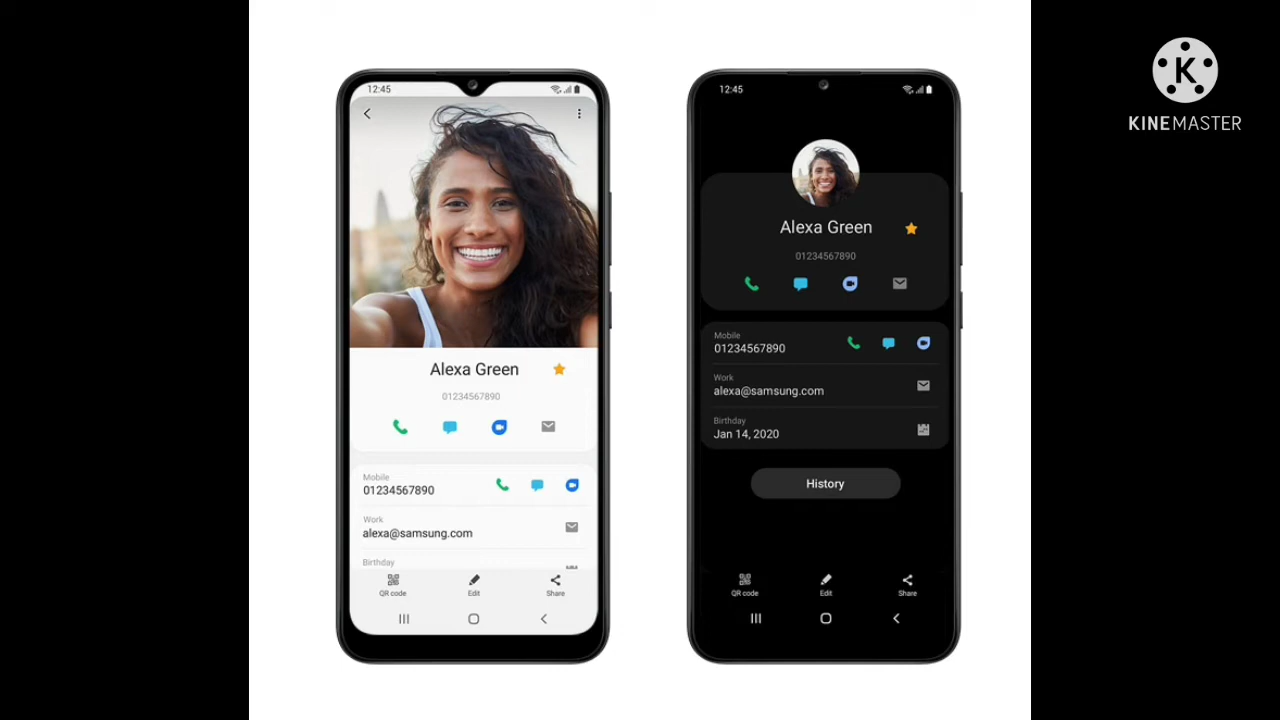 12:45
Alexa Green
01234567890
Mobile
01234567890
Work
alexa@samsung.com
Birthday
QR code
Edit
Share
12:45
Alexa Green
01234567890
Mobile
01234567890
Work
alexa@samsung.com
Birthday
Jan 14, 2020
History
QR code
Edit
Share
K
KINEMASTER